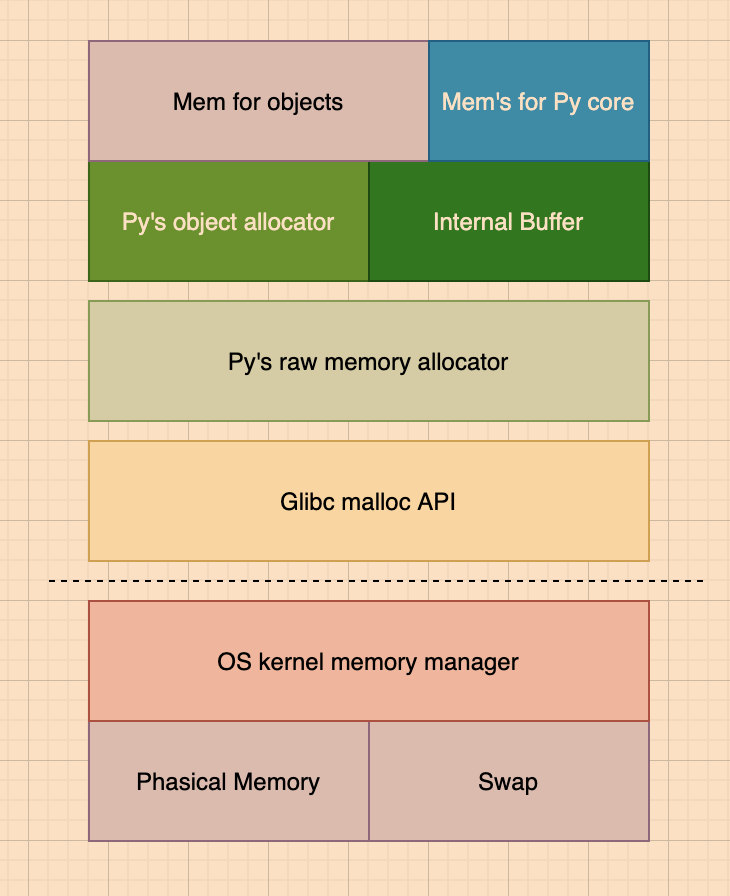 Mem for objects
Mem's for Py core
Py's object allocator
Internal Buffer
Py's raw memory allocator
Glibc malloc API
OS kernel memory manager
Phasical Memory
Swap